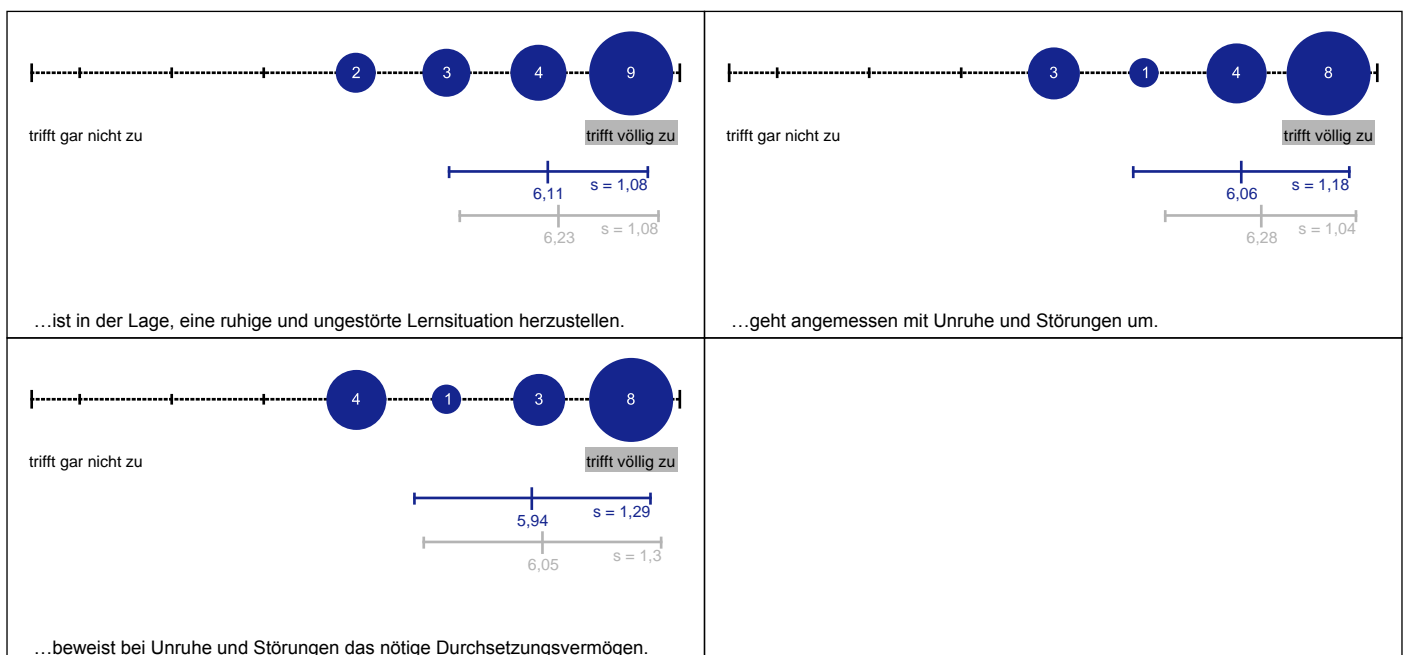 2 3 4 9
trifft gar nicht zu trifft völlig zu
6,11 s = 1,08
6,23 s = 1,08
…ist in der Lage, eine ruhige und ungestörte Lernsituation herzustellen.
3 1 4 8
trifft gar nicht zu trifft völlig zu
6,06 s = 1,18
6,28 s = 1,04
…geht angemessen mit Unruhe und Störungen um.
4 1 3 8
trifft gar nicht zu trifft völlig zu
5,94 s = 1,29
6,05 s = 1,3
…beweist bei Unruhe und Störungen das nötige Durchsetzungsvermögen.